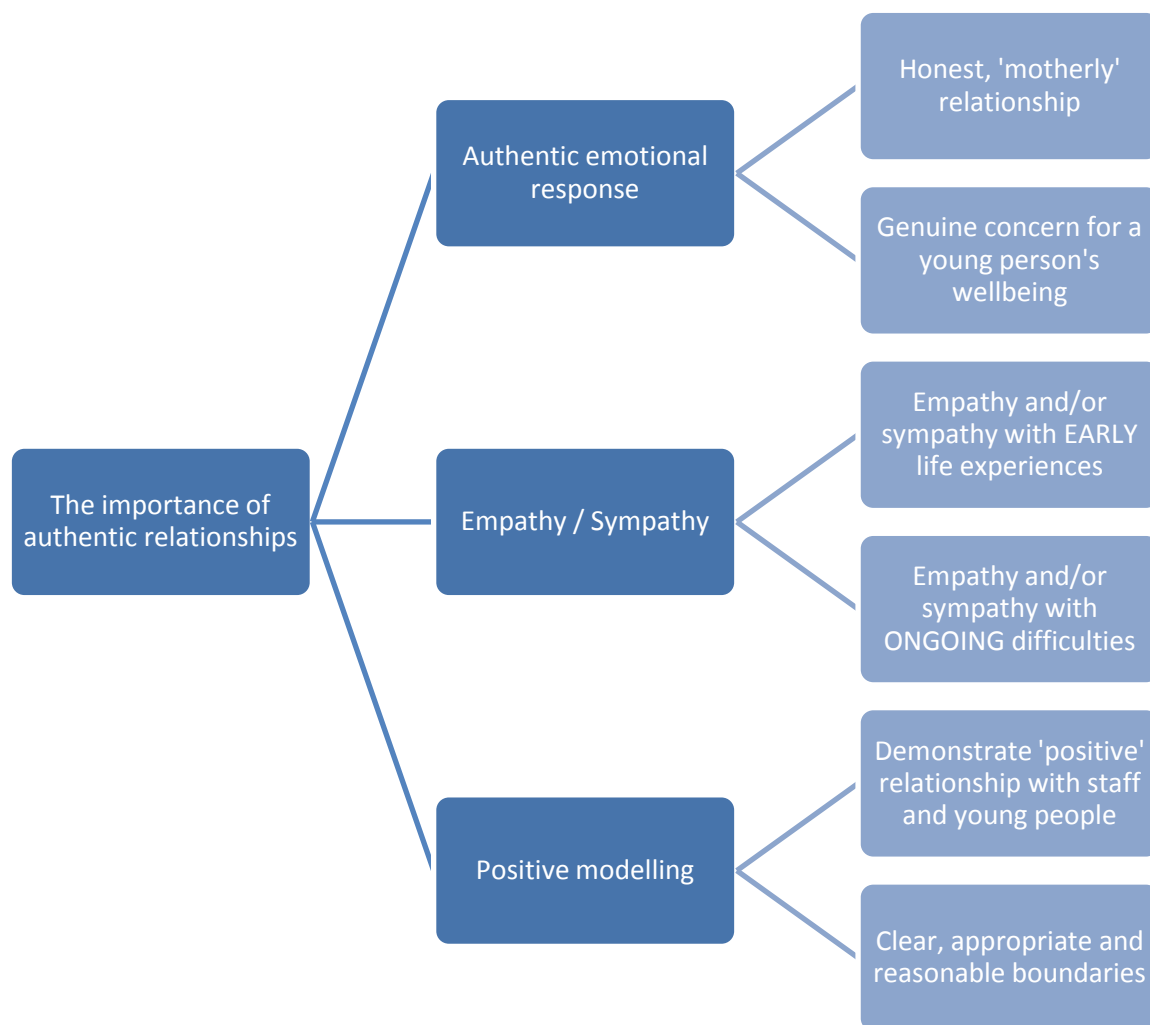 The importance of
authentic relationships
Authentic emotional
response
Honest, 'motherly'
relationship
Genuine concern for a
young person's
wellbeing
Empathy / Sympathy
Empathy and/or
sympathy with EARLY
life experiences
Empathy and/or
sympathy with
ONGOING difficulties
Positive modelling
Demonstrate 'positive'
relationship with staff
and young people
Clear, appropriate and
reasonable boundaries